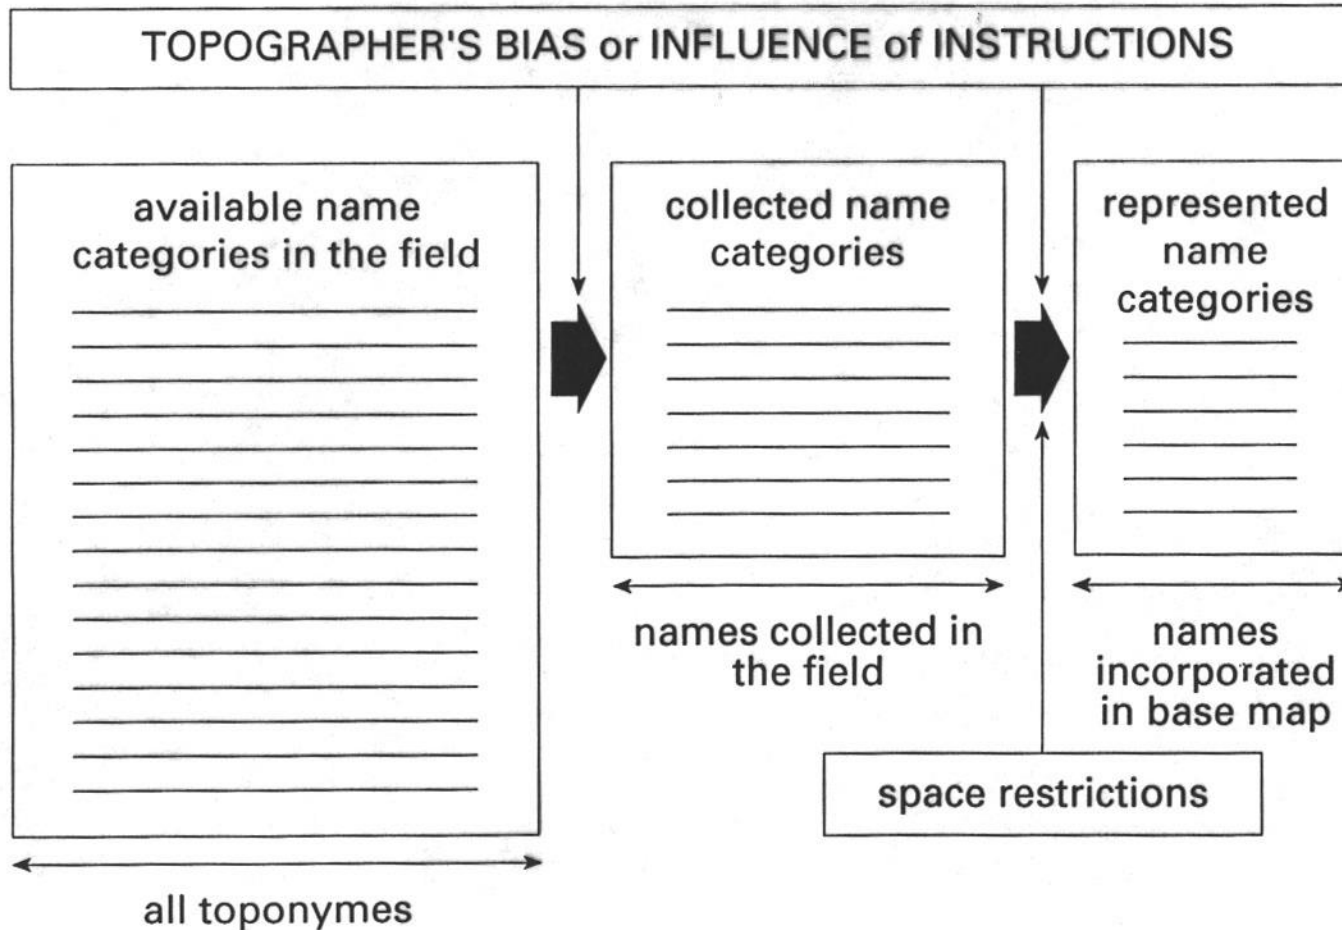 TOPOGRAPHER'S BIAS or INFLUENCE of INSTRUCTIONS
available name
categories in the field
collected name
categories
represented
name
categories
names collected in
the field
names
incorporated
in base map
space restrictions
all toponymes